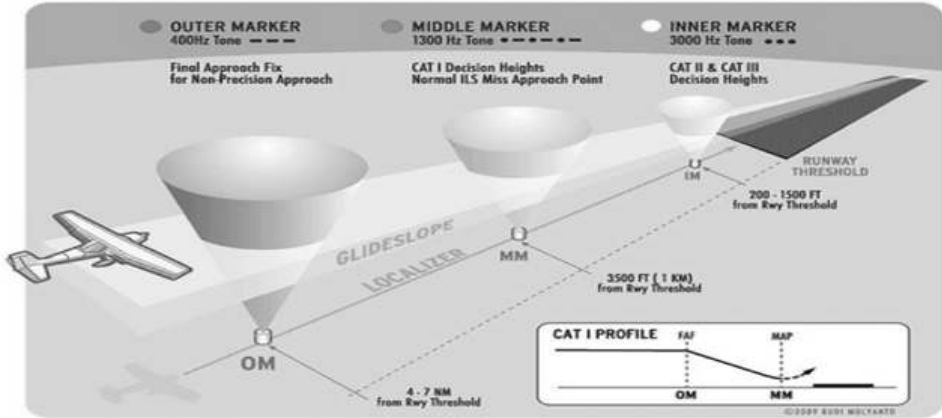 OUTER MARKER
400Hz Tone
Final Approach Fix
for Non-Precision Approach
MIDDLE MARKER
1300 Hz Tone
CAT I Decision Heights
Normal ILS Miss Approach Point
INNER MARKER
3000 Hz Tone
CAT II & CAT III
Decision Heights
RUNWAY
THRESHOLD
IM
200 - 1500 FT
from Rwy Threshold
GLIDESLOPE
LOCALIZER
MM
3500 FT ( 1 KM)
from Rwy Threshold
OM
4 - 7 NM
from Rwy Threshold
CAT I PROFILE
FAF
MAP
OM
MM
©2009 RUDI MULYANTO